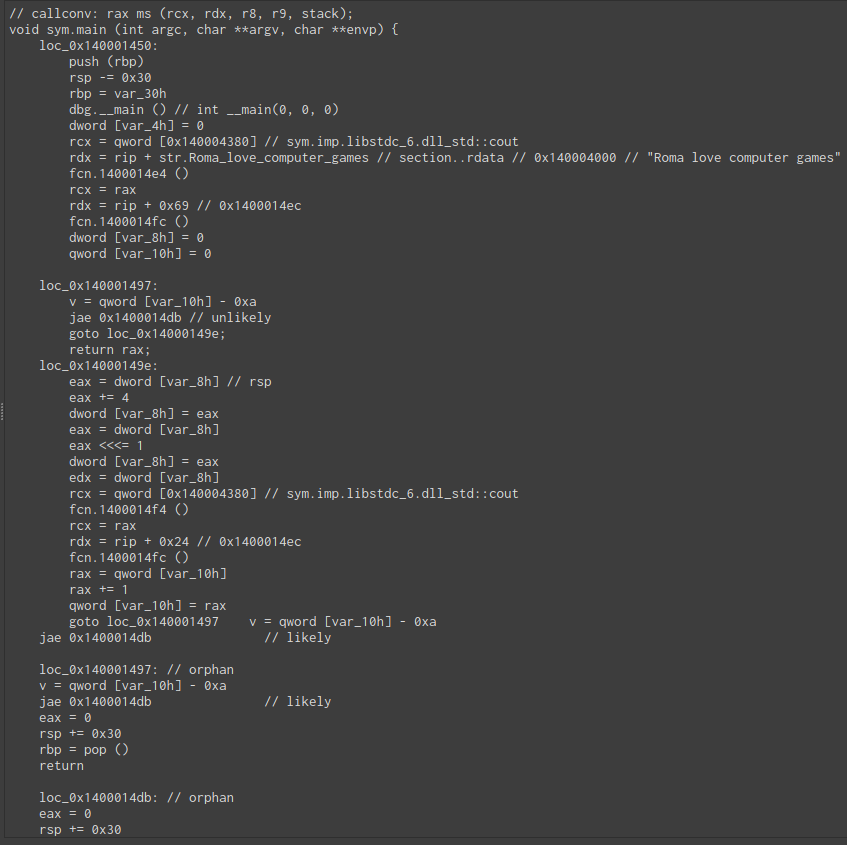 // callconv: rax ms (rcx, rdx, r8, r9, stack);
void sym.main (int argc, char **argv, char **envp) {
loc_0x140001450:
push (rbp)
rsp -= 0x30
rbp = var_30h
dbg.__main () // int __main(0, 0, 0)
dword [var_4h] = 0
rcx = qword [0x140004380] // sym.imp.libstdc_6.dll_std::cout
rdx = rip + str.Roma_love_computer_games // section..rdata // 0x140004000 // "Roma love computer games"
fcn.1400014e4 ()
rcx = rax
rdx = rip + 0x69 // 0x1400014ec
fcn.1400014fc ()
dword [var_8h] = 0
qword [var_10h] = 0
loc_0x140001497:
v = qword [var_10h] - 0xa
jae 0x1400014db // unlikely
goto loc_0x14000149e;
return rax;
loc_0x14000149e:
eax = dword [var_8h] // rsp
eax += 4
dword [var_8h] = eax
eax = dword [var_8h]
eax <<<= 1
dword [var_8h] = eax
edx = dword [var_8h]
rcx = qword [0x140004380] // sym.imp.libstdc_6.dll_std::cout
fcn.1400014f4 ()
rcx = rax
rdx = rip + 0x24 // 0x1400014ec
fcn.1400014fc ()
rax = qword [var_10h]
rax += 1
qword [var_10h] = rax
goto loc_0x140001497 v = qword [var_10h] - 0xa
jae 0x1400014db // likely
loc_0x140001497: // orphan
v = qword [var_10h] - 0xa
jae 0x1400014db // likely
eax = 0
rsp += 0x30
rbp = pop ()
return
loc_0x1400014db: // orphan
eax = 0
rsp += 0x30